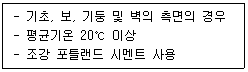 - 기초, 보, 기둥 및 벽의 측면의 경우
- 평균기온 20℃ 이상
- 조강 포틀랜드 시멘트 사용